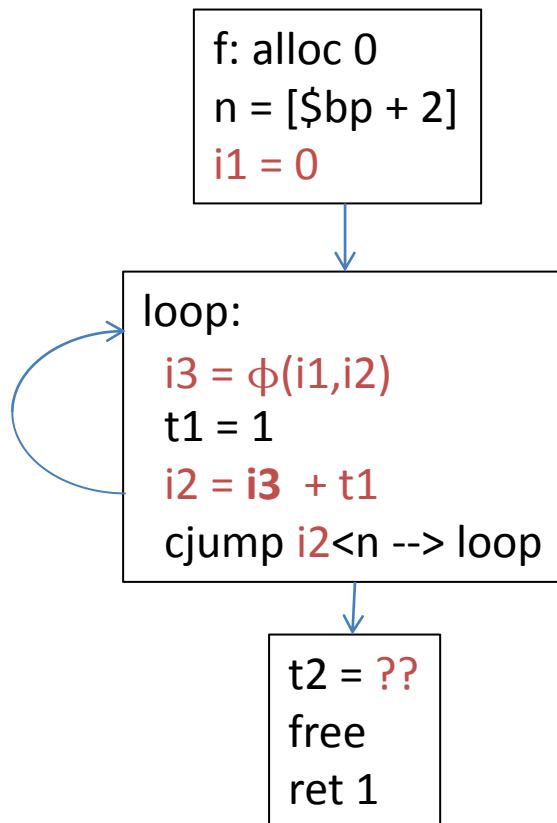 f: alloc 0
n = [$bp + 2]
i1 = 0
loop:
i3 = ϕ(i1,i2)
t1 = 1
i2 = i3 + t1
cjump i2<n --> loop
t2 = ??
free
ret 1